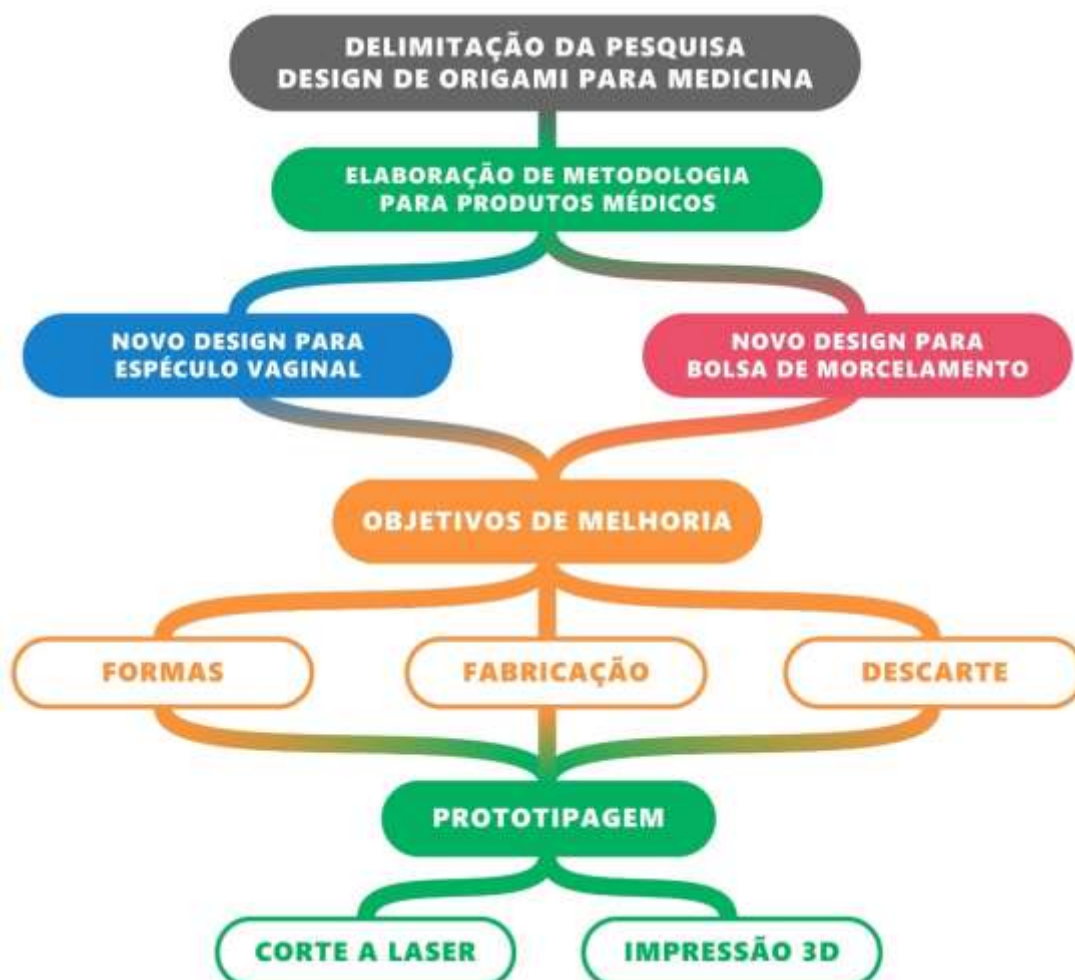 DELIMITAÇÃO DA PESQUISA
DESIGN DE ORIGAMI PARA MEDICINA
ELABORAÇÃO DE METODOLOGIA
PARA PRODUTOS MÉDICOS
NOVO DESIGN PARA
ESPÉCULO VAGINAL
NOVO DESIGN PARA
BOLSA DE MORCELAMENTO
OBJETIVOS DE MELHORIA
FORMAS
FABRICAÇÃO
DESCARTE
PROTOTIPAGEM
CORTE A LASER
IMPRESSÃO 3D